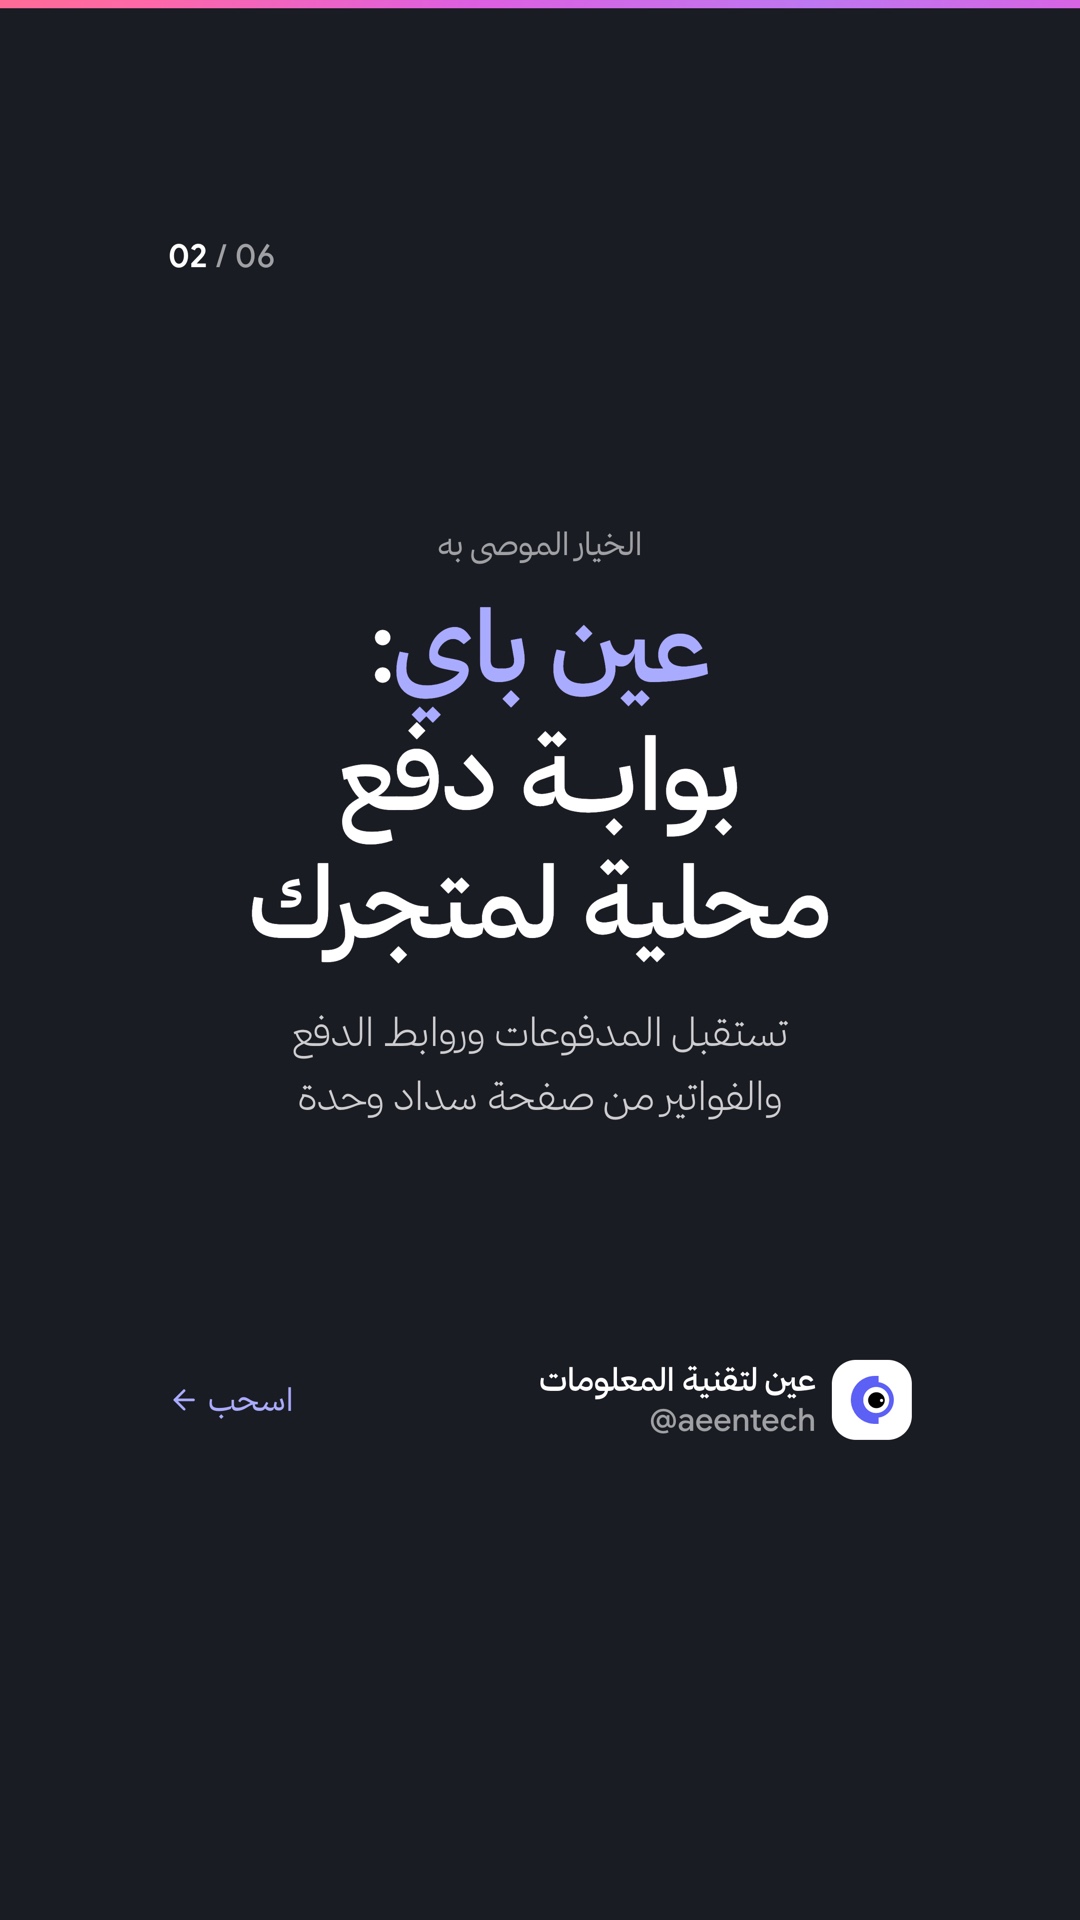 02 / 06
الخيار الموصى به
عين باي:
بوابة دفع
محلية لمتجرك
تستقبل المدفوعات وروابط الدفع
والفواتير من صفحة سداد وحدة
عين لتقنية المعلومات
@aeentech
اسحب ←